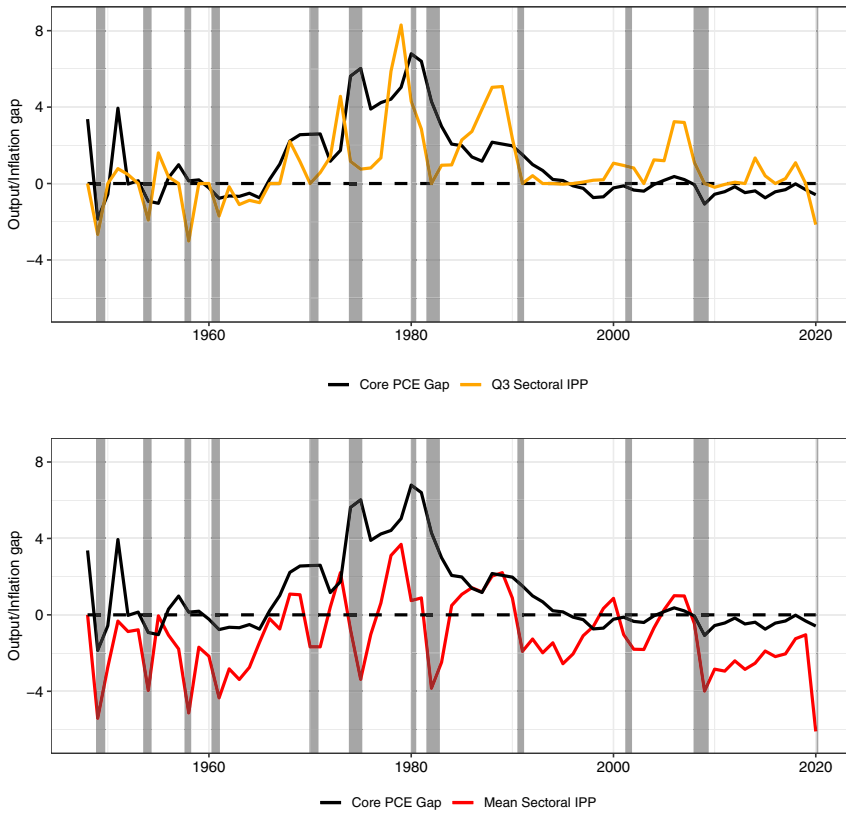 8
4
0
−4
Output/Inflation gap
1960
1980
2000
2020
Core PCE Gap
Q3 Sectoral IPP
8
4
0
−4
Output/Inflation gap
1960
1980
2000
2020
Core PCE Gap
Mean Sectoral IPP